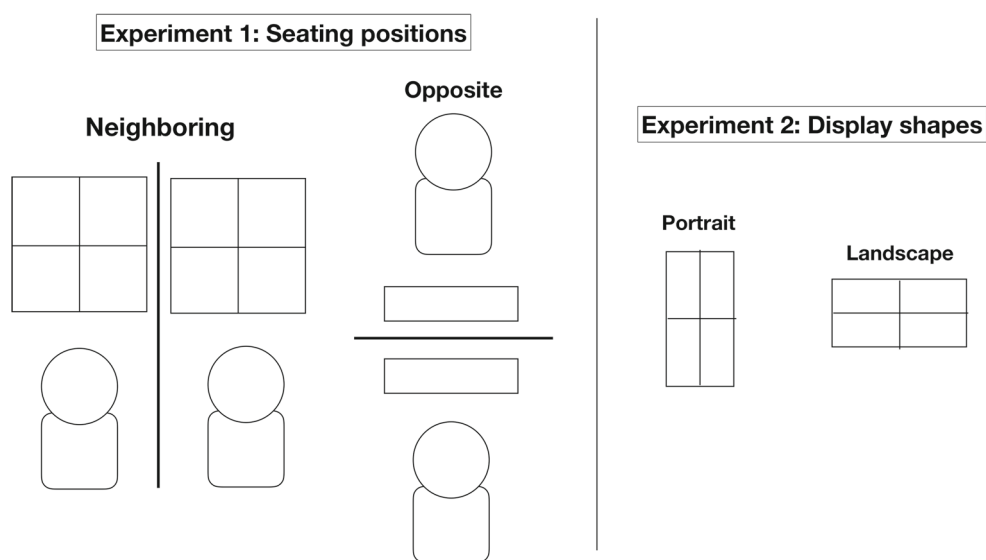 Experiment 1: Seating positions
Neighboring
Opposite
Experiment 2: Display shapes
Portrait
Landscape